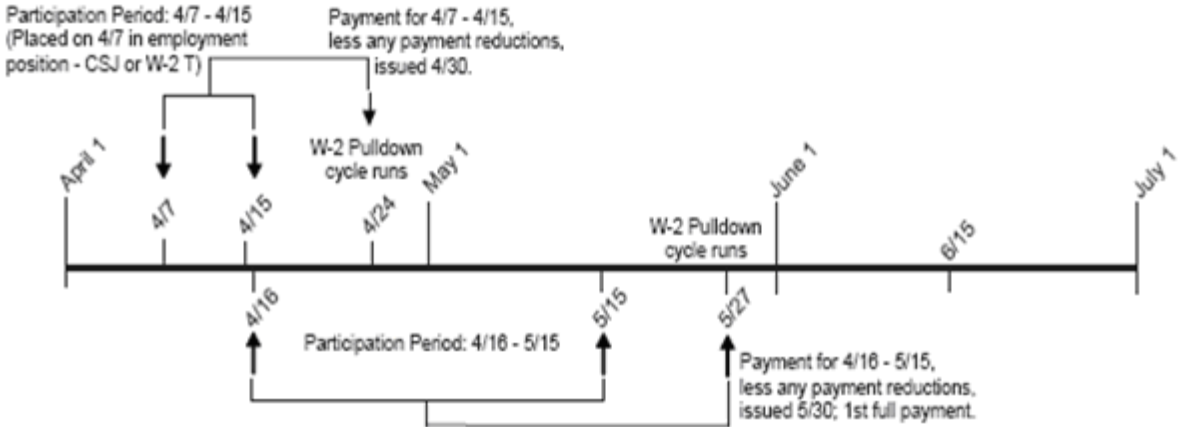 Participation Period: 4/7 - 4/15
(Placed on 4/7 in employment
position - CSJ or W-2 T)
Payment for 4/7 - 4/15,
less any payment reductions,
issued 4/30.
W-2 Pulldown
cycle runs
April 1
4/7
4/15
4/24
May 1
W-2 Pulldown
cycle runs
June 1
6/15
July 1
4/16
5/15
5/27
Participation Period: 4/16 - 5/15
Payment for 4/16 - 5/15,
less any payment reductions,
issued 5/30; 1st full payment.